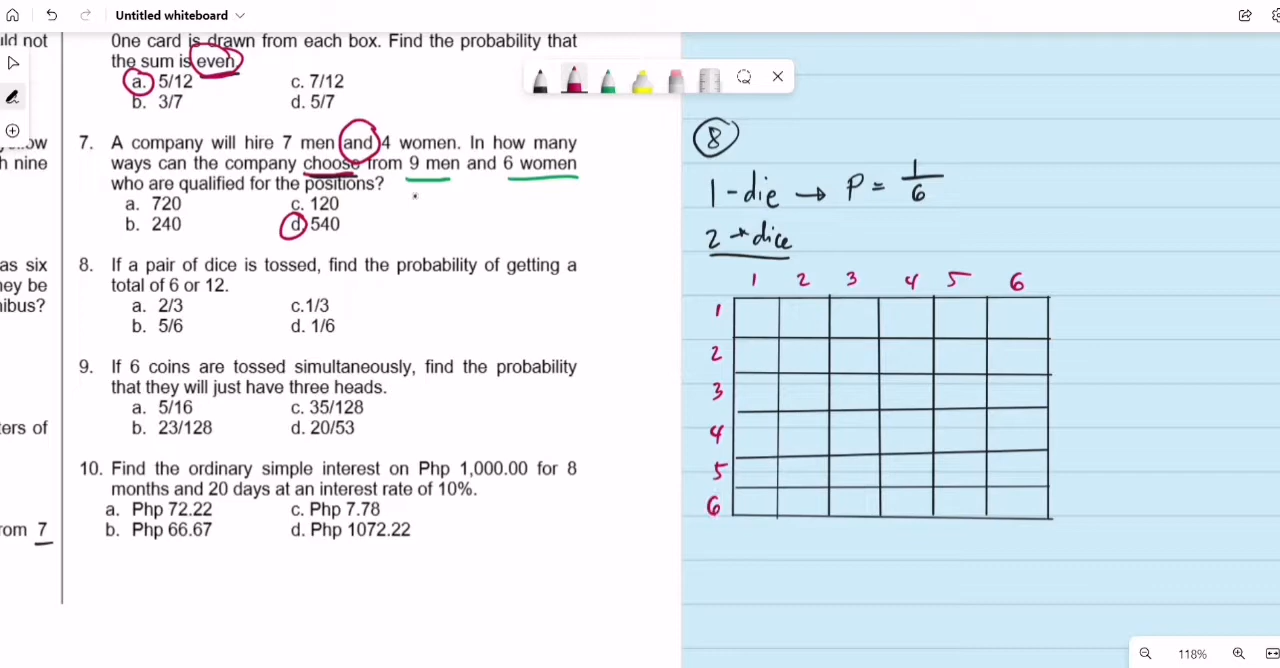 Untitled whiteboard
uld not
One card is drawn from each box. Find the probability that
the sum is even.
a. 5/12
c. 7/12
b. 3/7
d. 5/7
h nine
7. A company will hire 7 men and 4 women. In how many
ways can the company choose from 9 men and 6 women
who are qualified for the positions?
a. 720
c. 120
b. 240
d. 540
as six
8. If a pair of dice is tossed, find the probability of getting a
ney be
total of 6 or 12.
nibus?
a. 2/3
c.1/3
b. 5/6
d. 1/6
9. If 6 coins are tossed simultaneously, find the probability
that they will just have three heads.
a. 5/16
c. 35/128
ters of
b. 23/128
d. 20/53
10. Find the ordinary simple interest on Php 1,000.00 for 8
months and 20 days at an interest rate of 10%.
a. Php 72.22
c. Php 7.78
rom 7
b. Php 66.67
d. Php 1072.22
8
1 - die → P = 1/6
2 → dice
1 2 3 4 5 6
1
2
3
4
5
6
118%